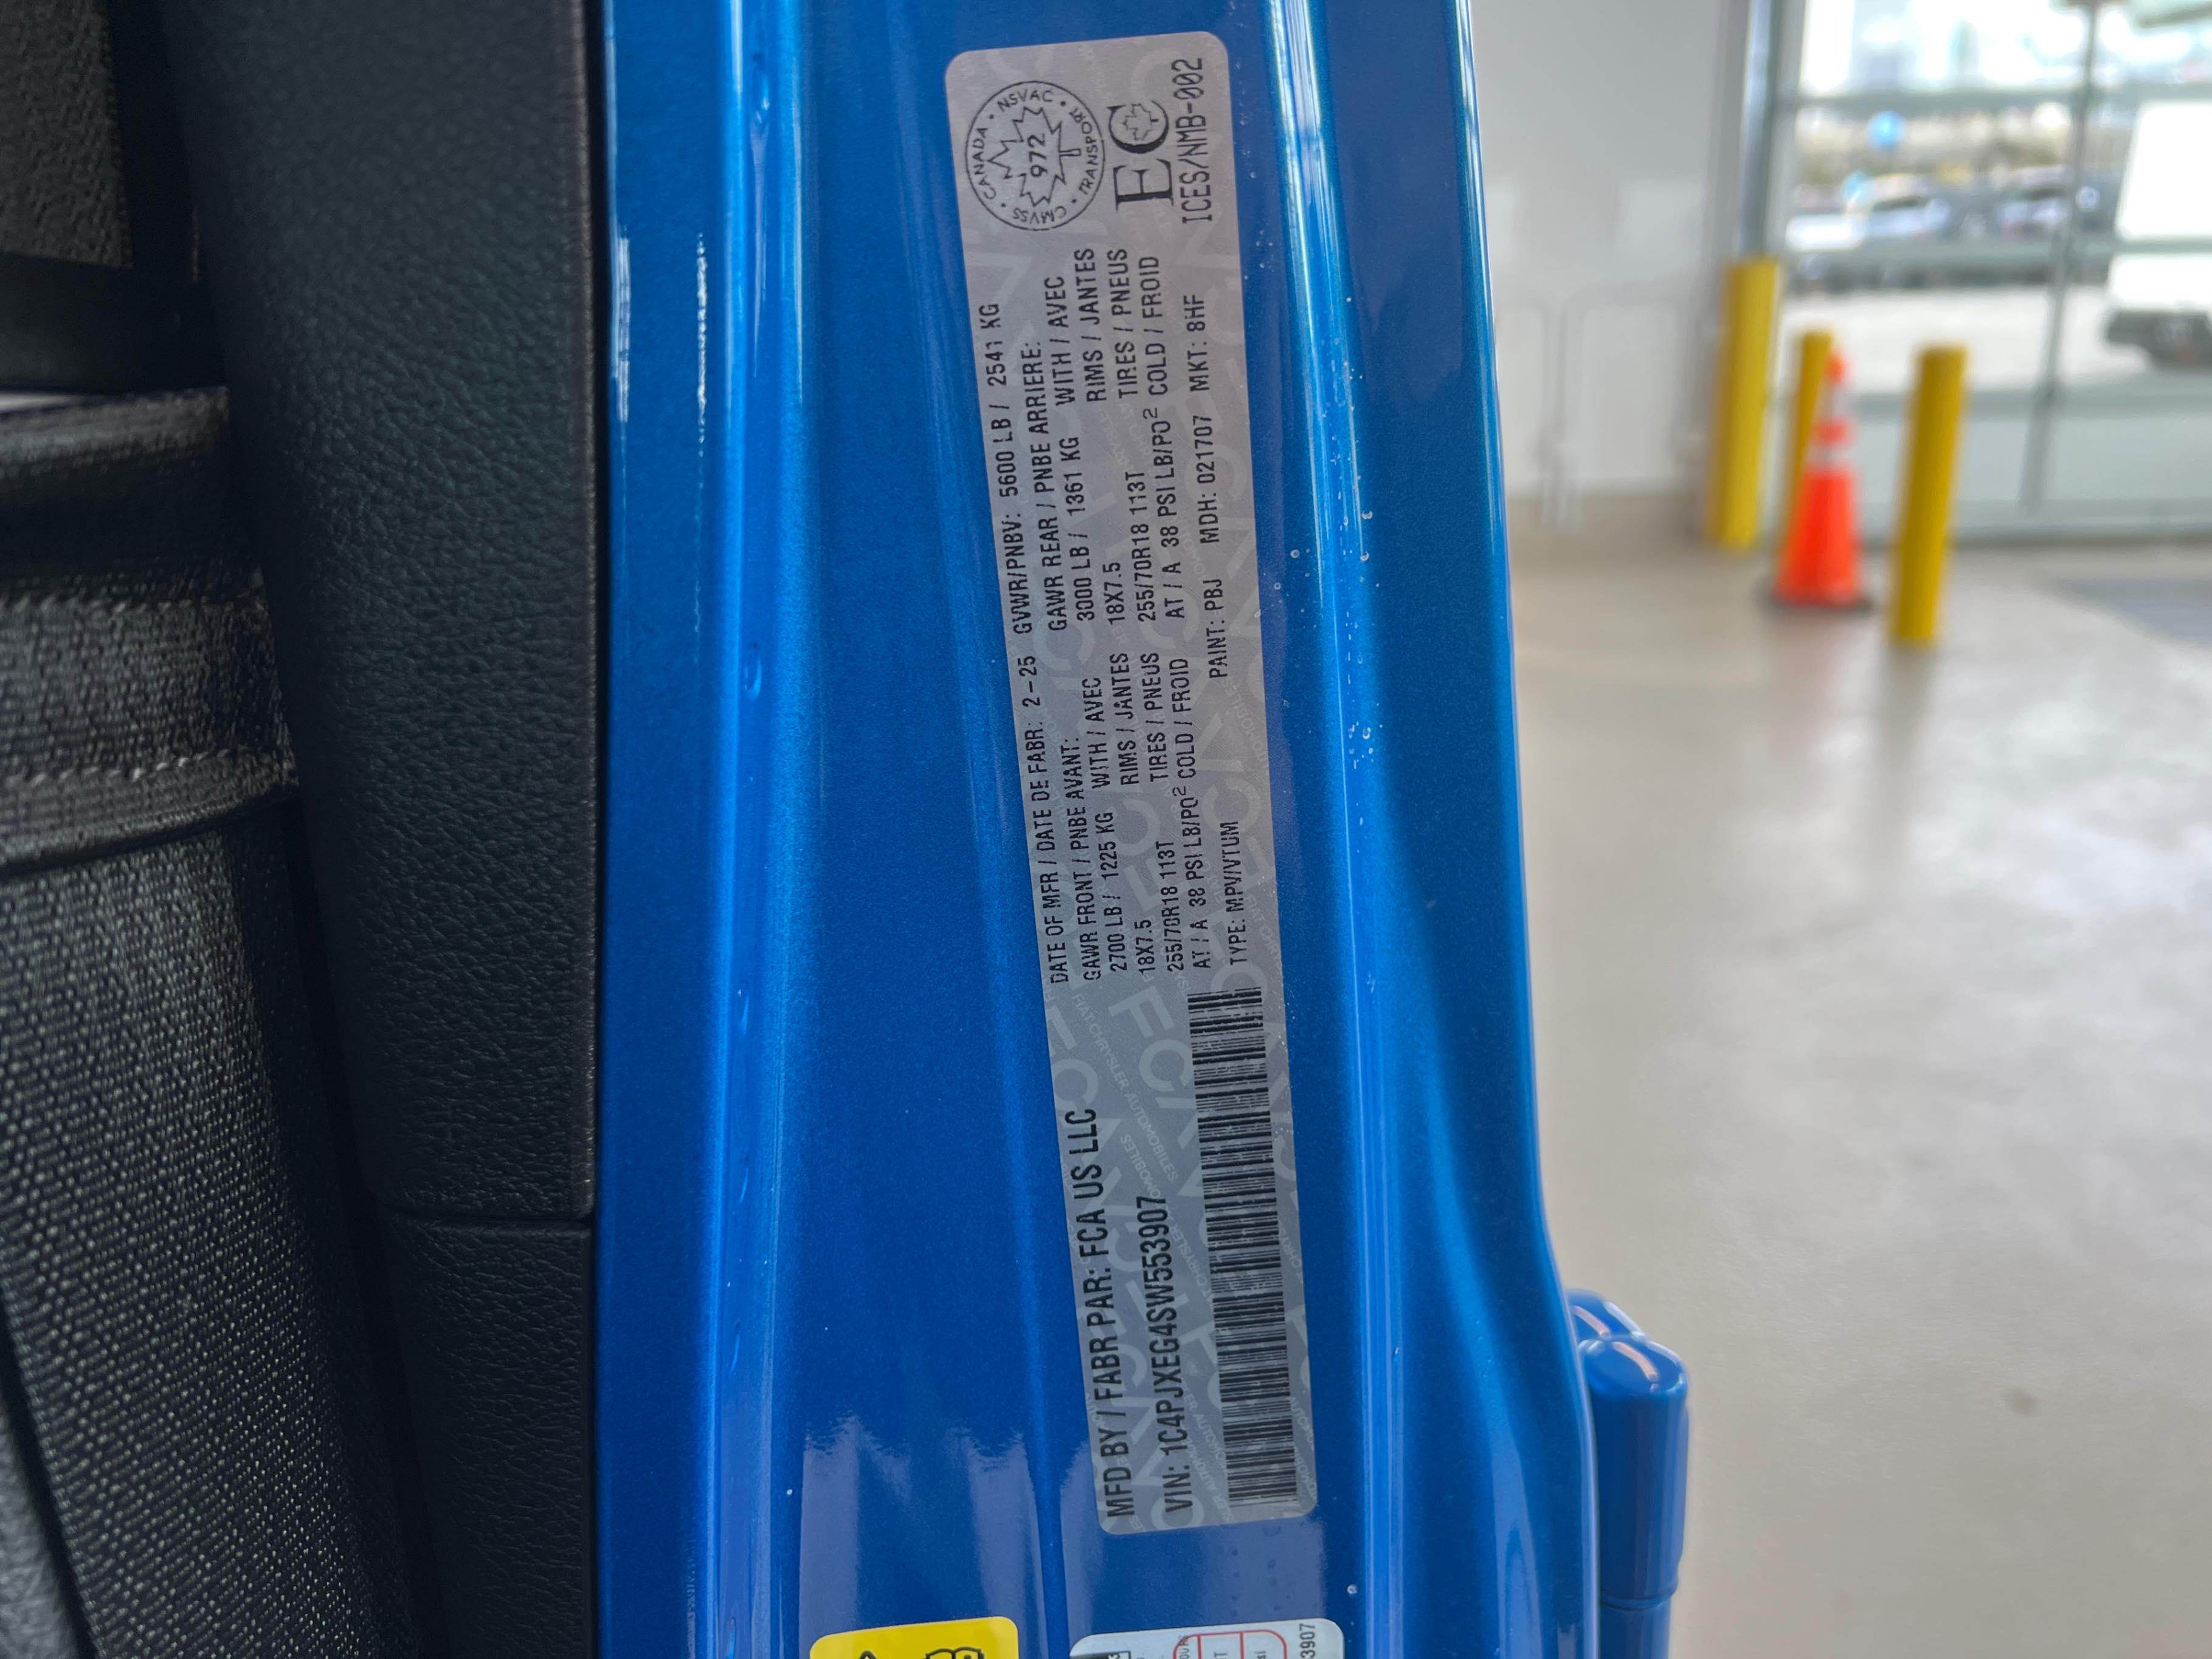 MFD BY / FABR PAR: FCA US LLC
VIN: 1C4PJXEG4SW553907
DATE OF MFR / DATE DE FABR: 2-25 GVWR/PNBV: 5600 LB / 2541 KG
GAWR FRONT / PNBE AVANT: GAWR REAR / PNBE ARRIERE:
2700 LB / 1225 KG WITH / AVEC 3000 LB / 1361 KG WITH / AVEC
18X7.5 RIMS / JANTES 18X7.5 RIMS / JANTES
255/70R18 113T TIRES / PNEUS 255/70R18 113T TIRES / PNEUS
AT / A 38 PSI LB/PO² COLD / FROID AT / A 38 PSI LB/PO² COLD / FROID
TYPE: MPV/VTUM PAINT: PBJ MDH: 021707 MKT: 8HF
CANADA • NSVAC • TRANSPORT • CMVSS •
972
EC
ICES/NMB-002
FCA
FIAT CHRYSLER AUTOMOBILES
3907